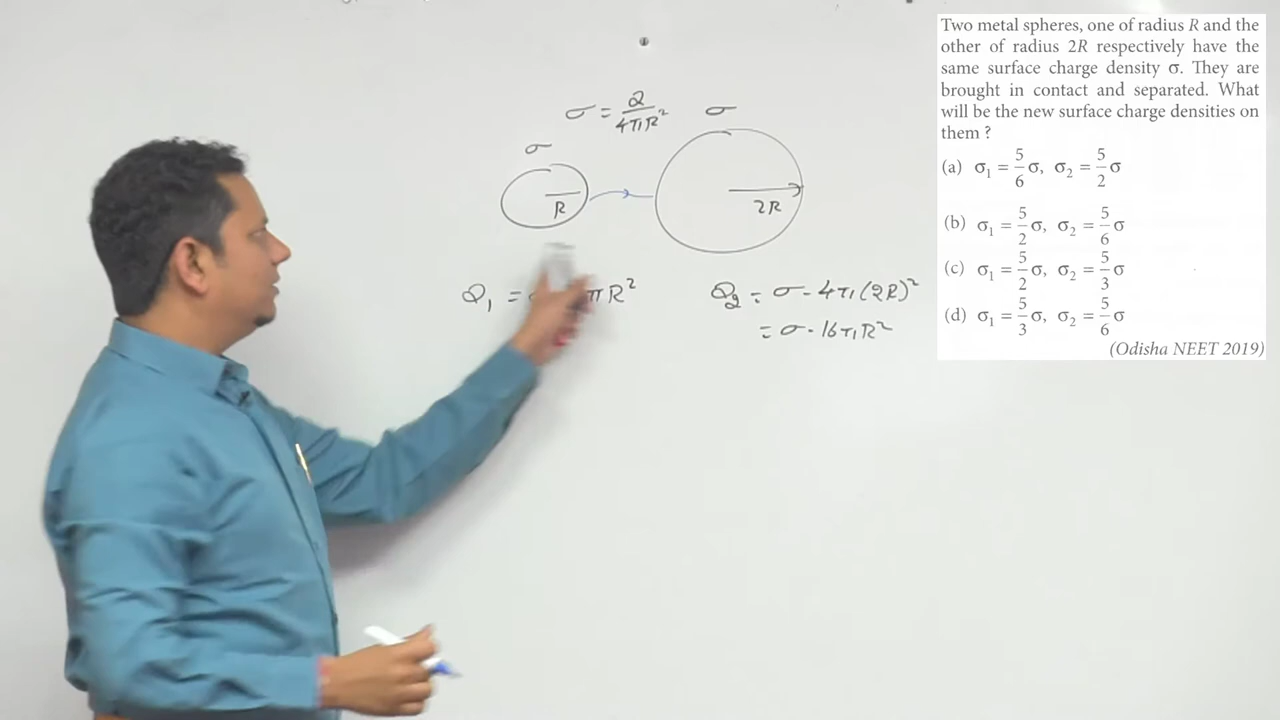 σ = Q/4πR²
σ
σ
R
2R
Q₁ = πR²
Q₂ = σ · 4π(2R)²
= σ · 16πR²
Two metal spheres, one of radius R and the
other of radius 2R respectively have the
same surface charge density σ. They are
brought in contact and separated. What
will be the new surface charge densities on
them ?
(a) σ₁ = 5/6 σ, σ₂ = 5/2 σ
(b) σ₁ = 5/2 σ, σ₂ = 5/6 σ
(c) σ₁ = 5/2 σ, σ₂ = 5/3 σ
(d) σ₁ = 5/3 σ, σ₂ = 5/6 σ
(Odisha NEET 2019)